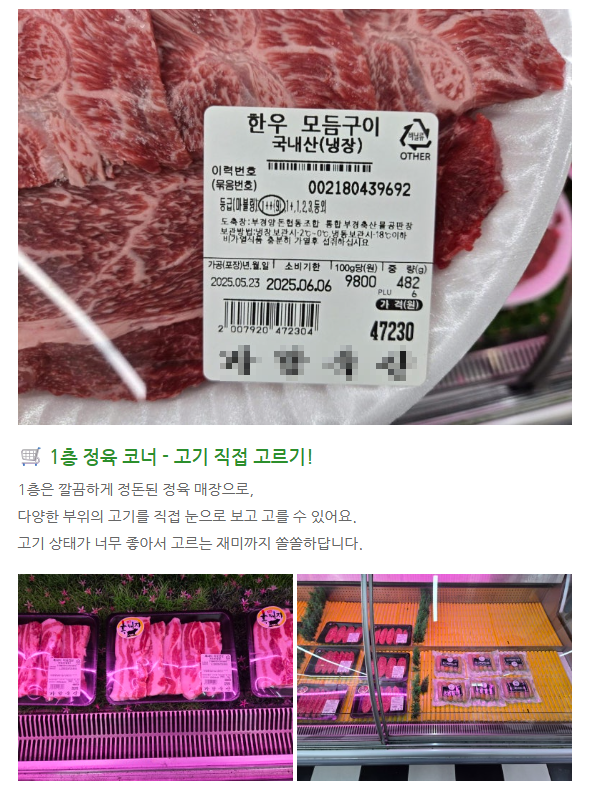 한우 모듬구이
국내산(냉장)
비닐류
OTHER
이력번호
(묶음번호) 002180439692
등급(마블링) 1++(9) 1+,1,2,3,등외
도축장:부경양돈협동조합 통합부경축산물공판장
보관방법:냉장보관시-2℃~0℃,냉동보관시-18℃이하
비가열식품 충분히 가열후 섭취하십시요
가공(포장)년,월,일 소비기한 100g당(원) 중 량(g)
2025.05.23 2025.06.06 9800 482
PLU 6
가 격(원)
2 007920 472304 47230
1층 정육 코너 - 고기 직접 고르기!
1층은 깔끔하게 정돈된 정육 매장으로,
다양한 부위의 고기를 직접 눈으로 보고 고를 수 있어요.
고기 상태가 너무 좋아서 고르는 재미까지 쏠쏠하답니다.